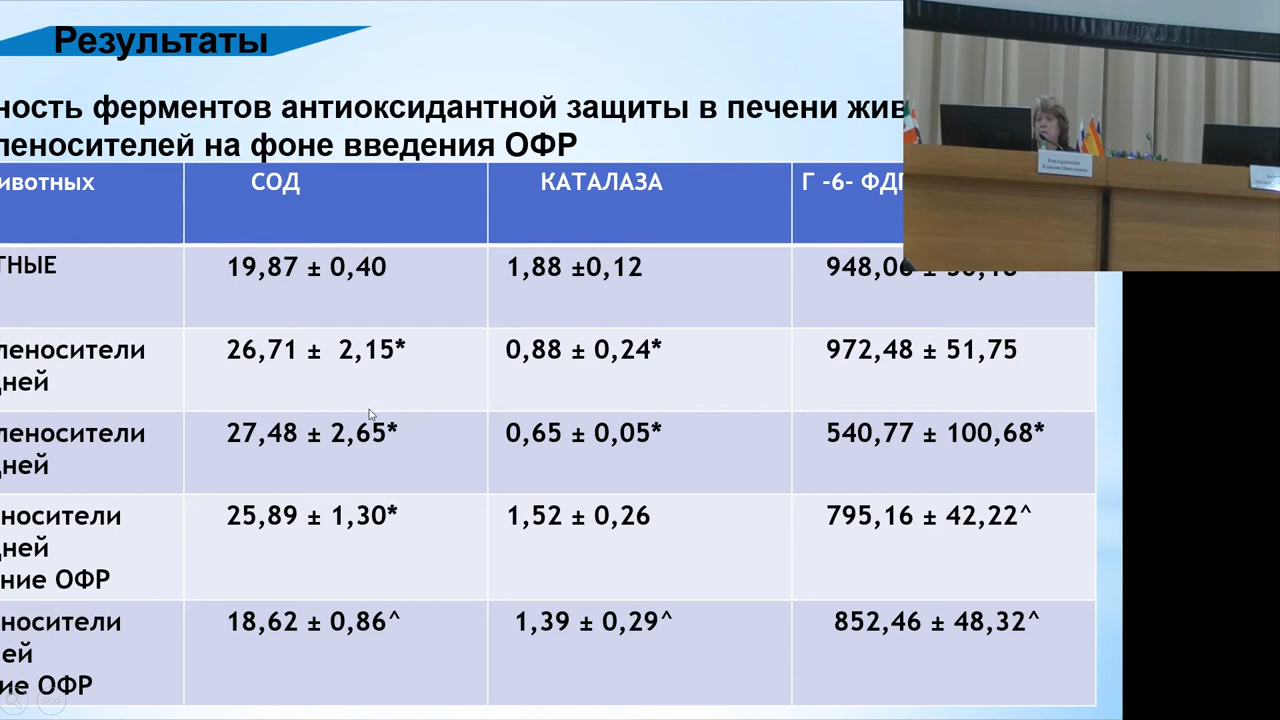 Результаты
ность ферментов антиоксидантной защиты в печени жив
леносителей на фоне введения ОФР
ивотных СОД КАТАЛАЗА Г -6- ФДГ
ТНЫЕ 19,87 ± 0,40 1,88 ±0,12 948,06 ±
леносители 26,71 ± 2,15* 0,88 ± 0,24* 972,48 ± 51,75
дней
леносители 27,48 ± 2,65* 0,65 ± 0,05* 540,77 ± 100,68*
дней
носители 25,89 ± 1,30* 1,52 ± 0,26 795,16 ± 42,22^
дней
ние ОФР
носители 18,62 ± 0,86^ 1,39 ± 0,29^ 852,46 ± 48,32^
ей
ие ОФР